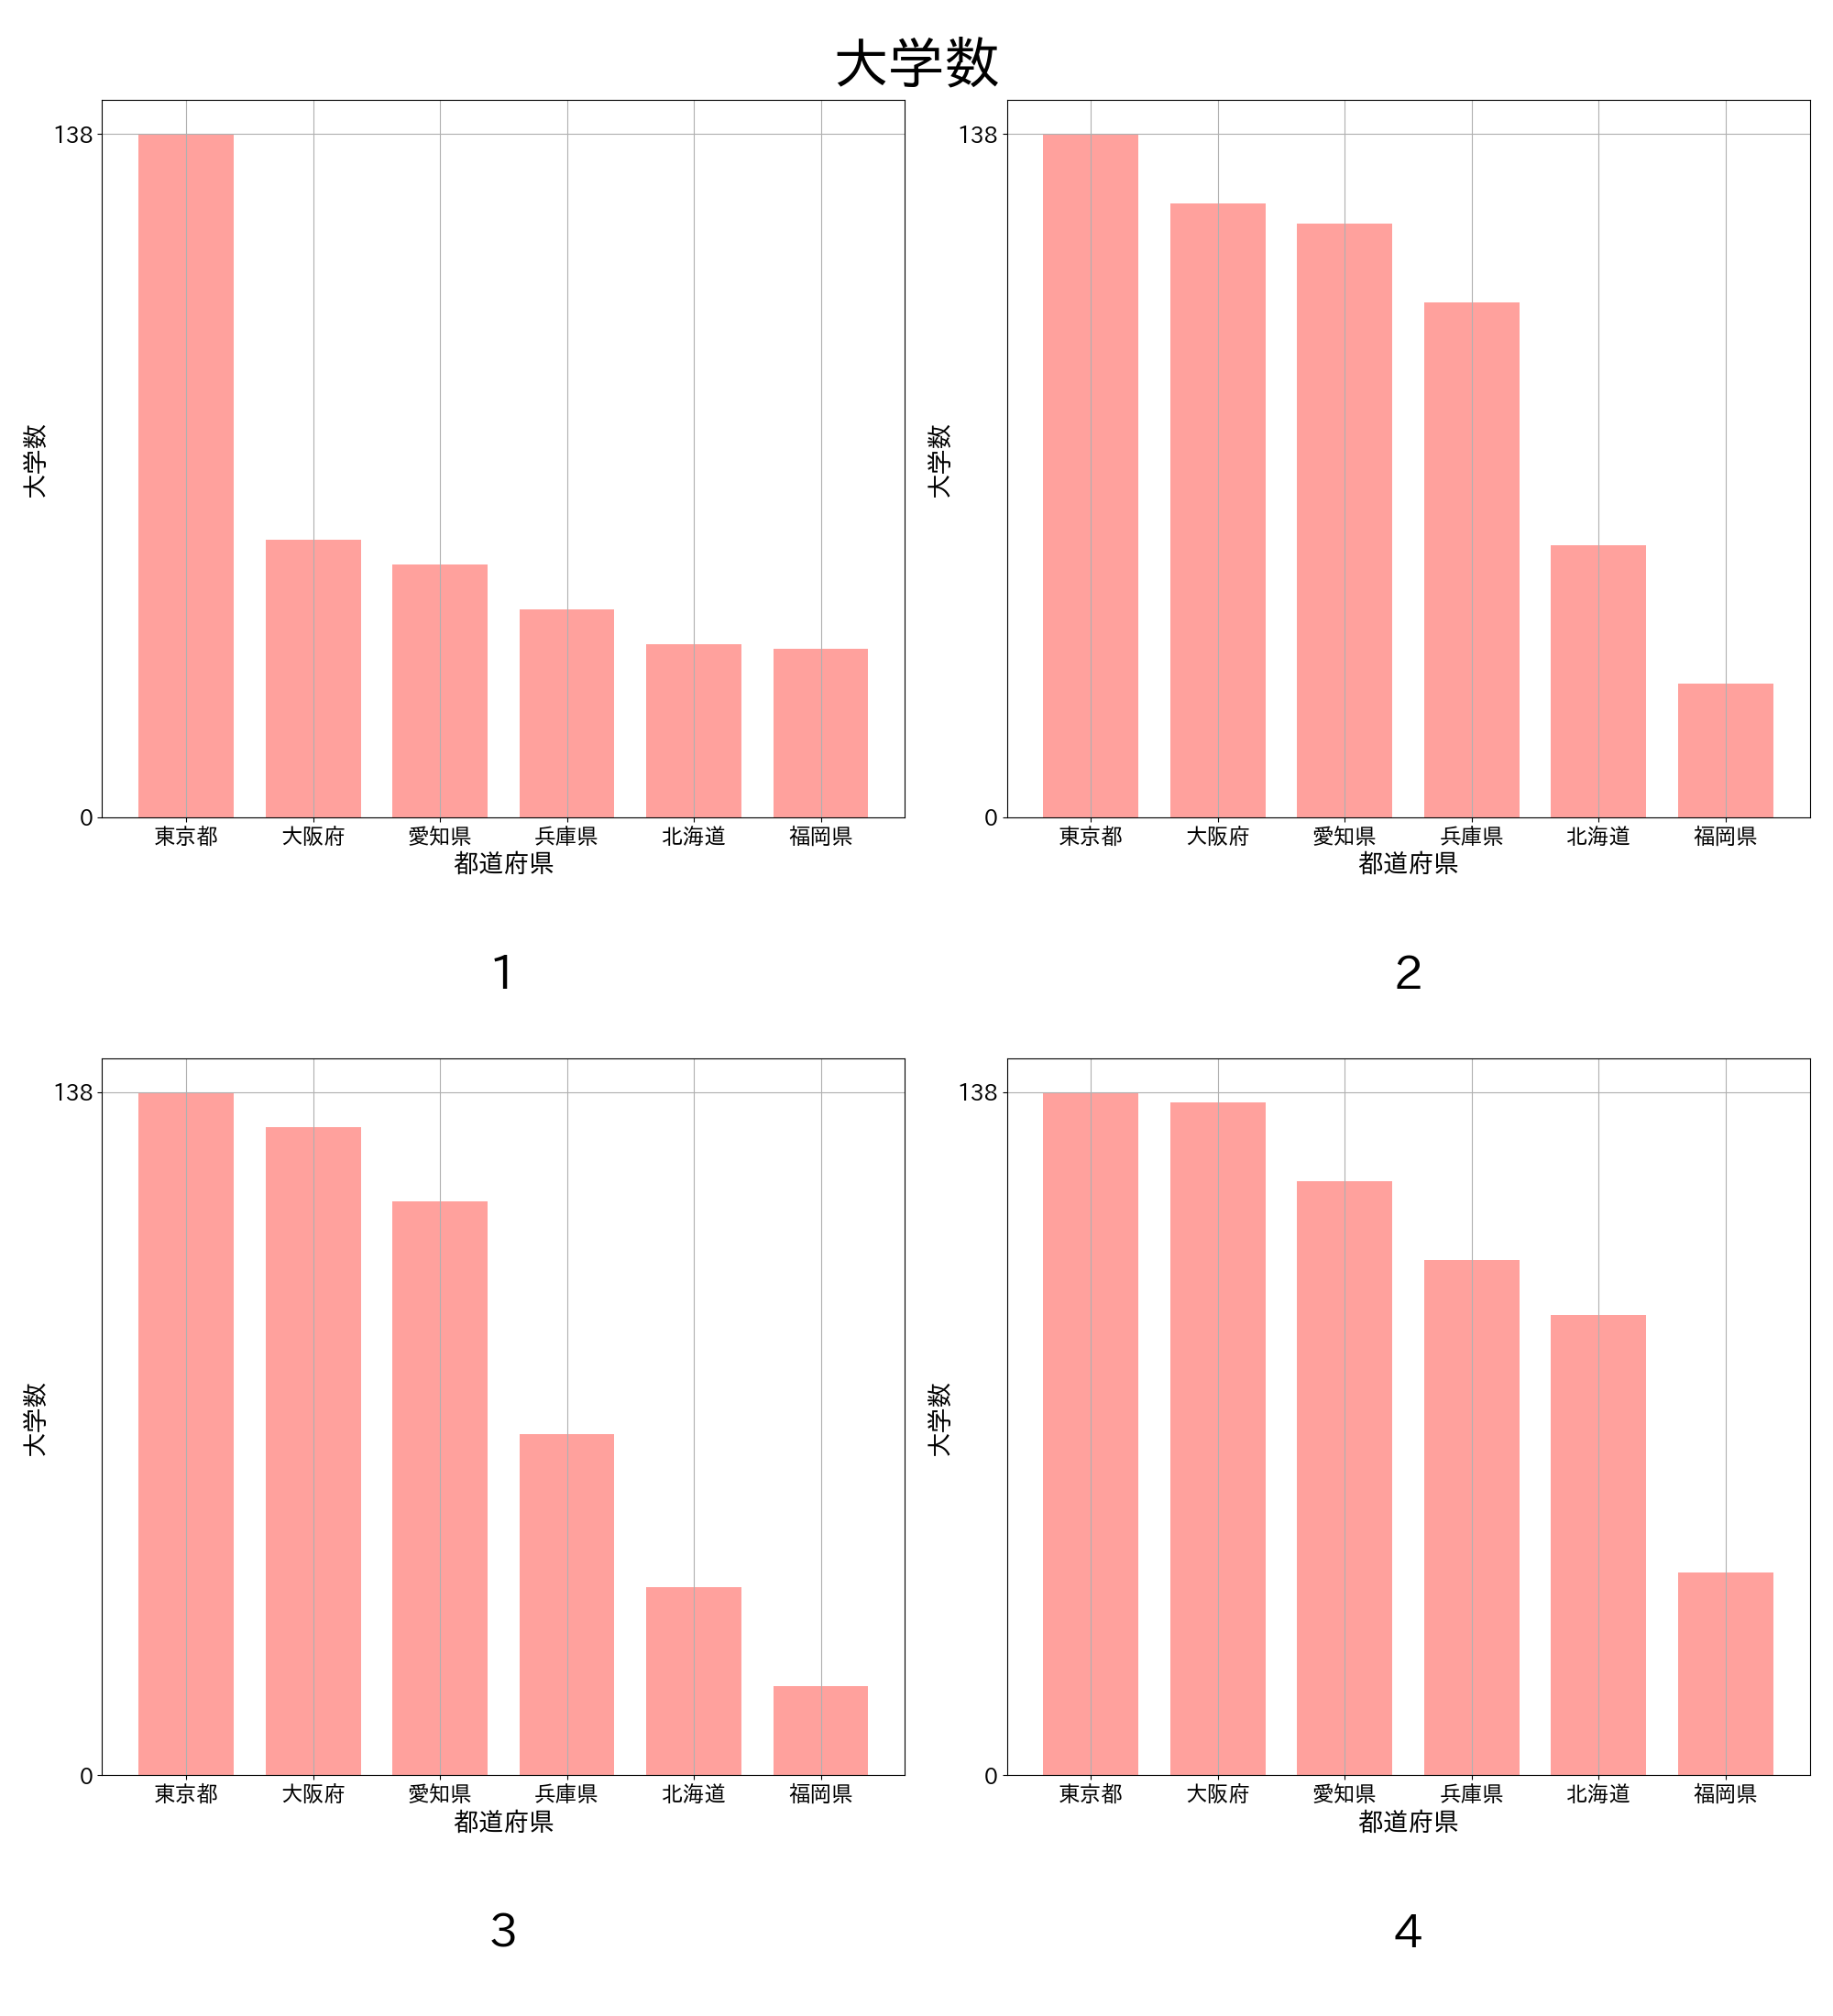 大学数
138
大学数
0
東京都 大阪府 愛知県 兵庫県 北海道 福岡県
都道府県
1
138
大学数
0
東京都 大阪府 愛知県 兵庫県 北海道 福岡県
都道府県
2
138
大学数
0
東京都 大阪府 愛知県 兵庫県 北海道 福岡県
都道府県
3
138
大学数
0
東京都 大阪府 愛知県 兵庫県 北海道 福岡県
都道府県
4